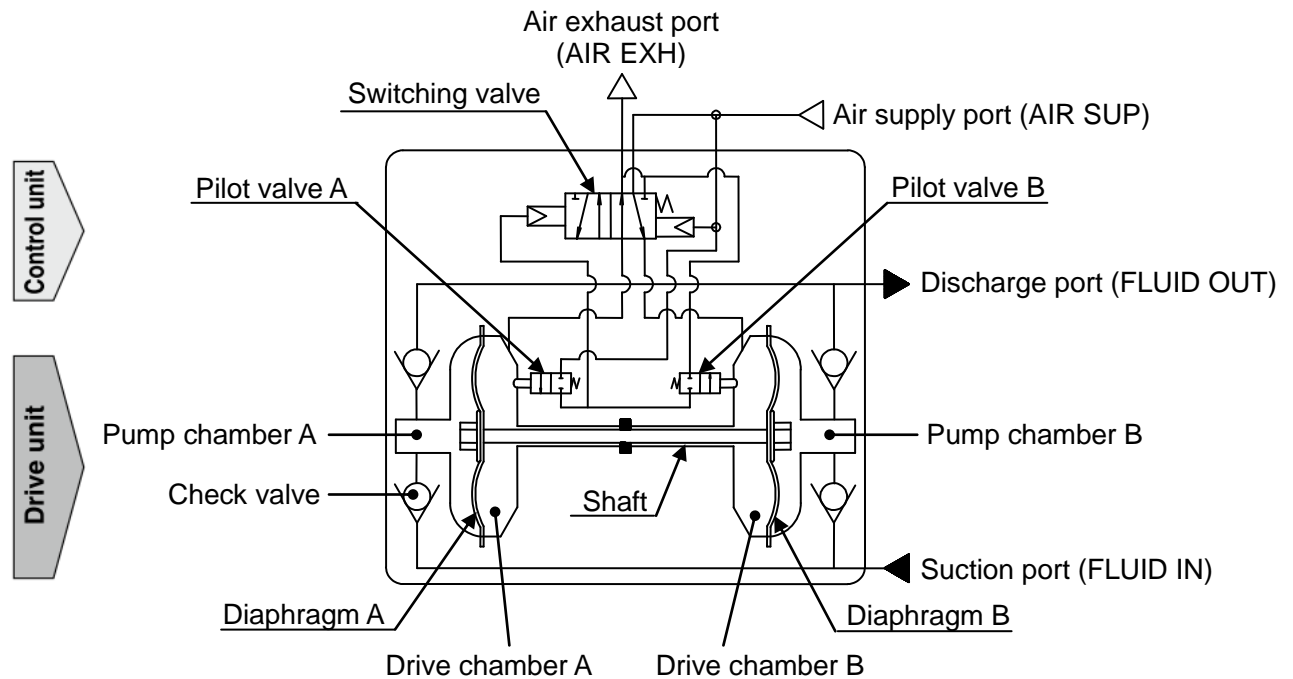 Air exhaust port
(AIR EXH)
Switching valve
Air supply port (AIR SUP)
Control unit
Pilot valve A
Pilot valve B
Discharge port (FLUID OUT)
Drive unit
Pump chamber A
Pump chamber B
Check valve
Shaft
Suction port (FLUID IN)
Diaphragm A
Diaphragm B
Drive chamber A
Drive chamber B